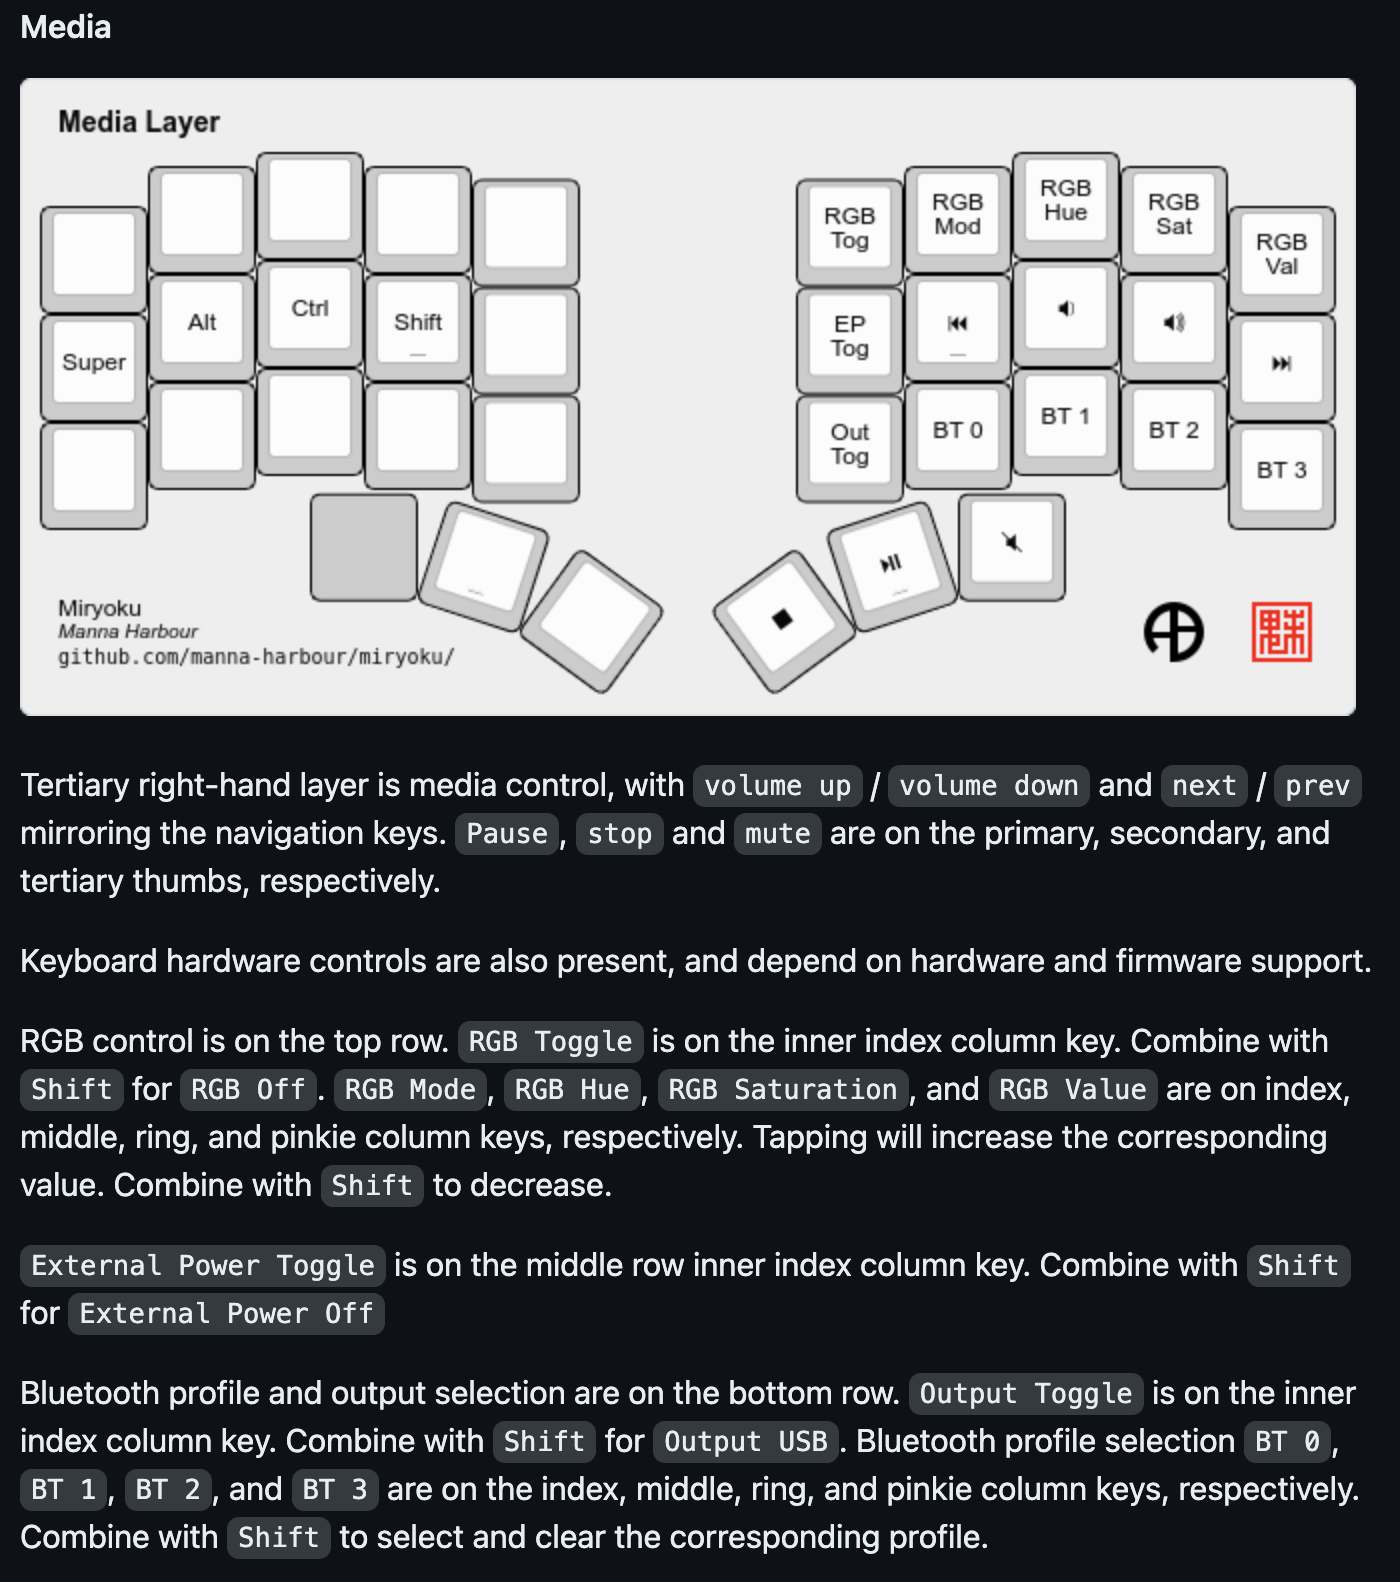 Media
Media Layer
RGB
Tog
RGB
Mod
RGB
Hue
RGB
Sat
RGB
Val
Super
Alt
Ctrl
Shift
EP
Tog
Out
Tog
BT 0
BT 1
BT 2
BT 3
Miryoku
Manna Harbour
github.com/manna-harbour/miryoku/
Tertiary right-hand layer is media control, with volume up / volume down and next / prev
mirroring the navigation keys. Pause, stop and mute are on the primary, secondary, and
tertiary thumbs, respectively.
Keyboard hardware controls are also present, and depend on hardware and firmware support.
RGB control is on the top row. RGB Toggle is on the inner index column key. Combine with
Shift for RGB Off. RGB Mode, RGB Hue, RGB Saturation, and RGB Value are on index,
middle, ring, and pinkie column keys, respectively. Tapping will increase the corresponding
value. Combine with Shift to decrease.
External Power Toggle is on the middle row inner index column key. Combine with Shift
for External Power Off
Bluetooth profile and output selection are on the bottom row. Output Toggle is on the inner
index column key. Combine with Shift for Output USB. Bluetooth profile selection BT 0,
BT 1, BT 2, and BT 3 are on the index, middle, ring, and pinkie column keys, respectively.
Combine with Shift to select and clear the corresponding profile.